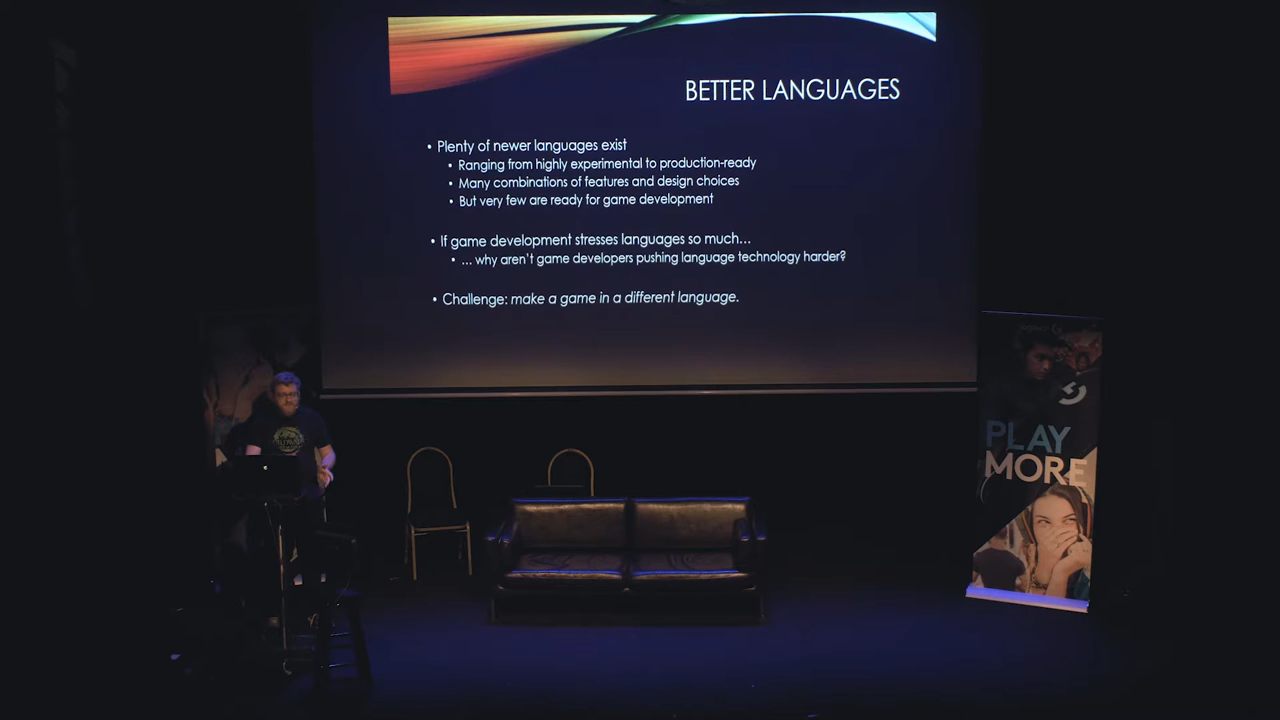 BETTER LANGUAGES
• Plenty of newer languages exist
• Ranging from highly experimental to production-ready
• Many combinations of features and design choices
• But very few are ready for game development
• If game development stresses languages so much...
• ... why aren't game developers pushing language technology harder?
• Challenge: make a game in a different language.
PLAY
MORE